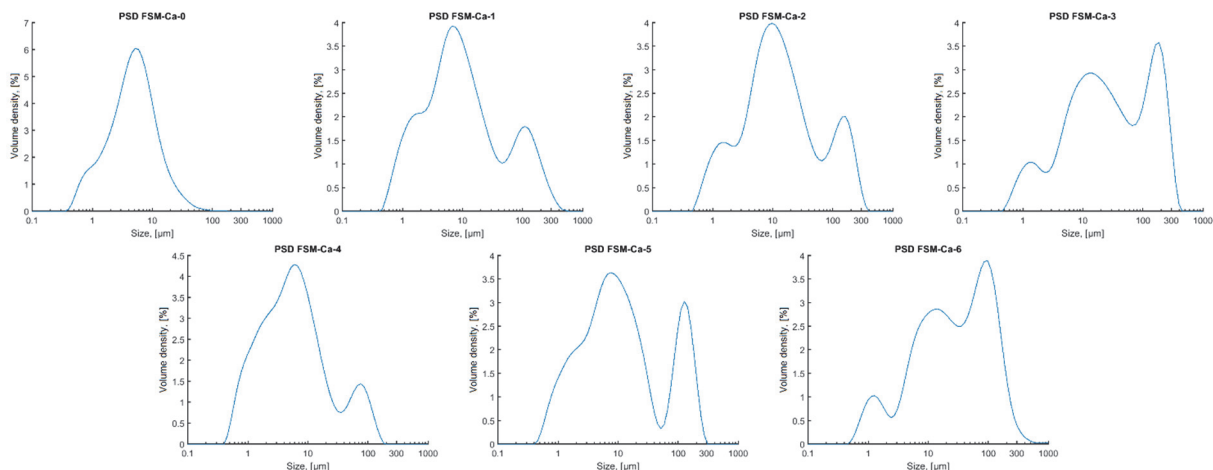 PSD FSM-Ca-0
Volume density, [%]
7
6
5
4
3
2
1
0
0.1 1 10 100 300 1000
Size, [µm]
PSD FSM-Ca-1
Volume density, [%]
4
3.5
3
2.5
2
1.5
1
0.5
0
0.1 1 10 100 300 1000
Size, [µm]
PSD FSM-Ca-2
Volume density, [%]
4
3.5
3
2.5
2
1.5
1
0.5
0
0.1 1 10 100 300 1000
Size, [µm]
PSD FSM-Ca-3
Volume density, [%]
4
3.5
3
2.5
2
1.5
1
0.5
0
0.1 1 10 100 300 1000
Size, [µm]
PSD FSM-Ca-4
Volume density, [%]
4.5
4
3.5
3
2.5
2
1.5
1
0.5
0
0.1 1 10 100 300 1000
Size, [µm]
PSD FSM-Ca-5
Volume density, [%]
4
3.5
3
2.5
2
1.5
1
0.5
0
0.1 1 10 100 300 1000
Size, [µm]
PSD FSM-Ca-6
Volume density, [%]
4
3.5
3
2.5
2
1.5
1
0.5
0
0.1 1 10 100 300 1000
Size, [µm]